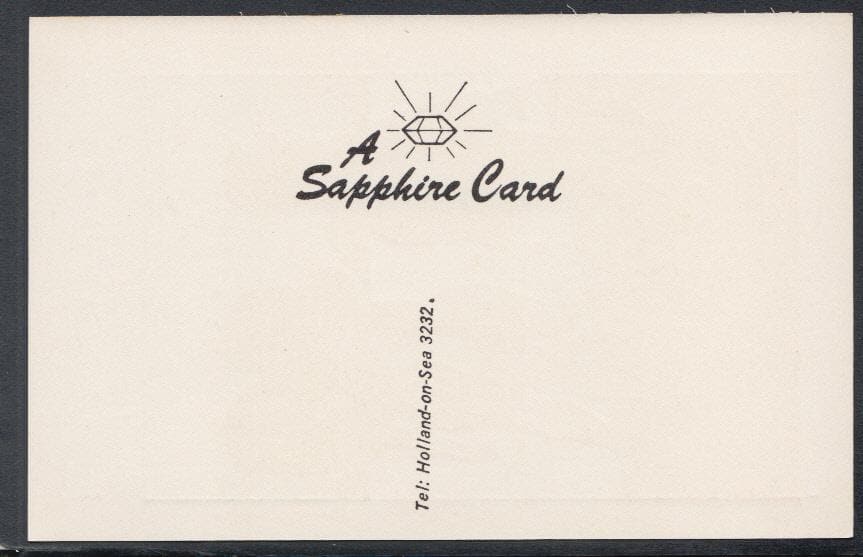 A
Sapphire Card
Tel: Holland-on-Sea 3232.